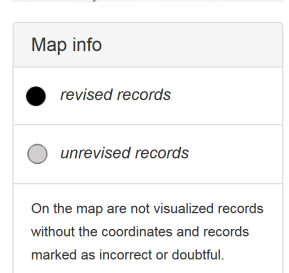 Map info
revised records
unrevised records
On the map are not visualized records
without the coordinates and records
marked as incorrect or doubtful.